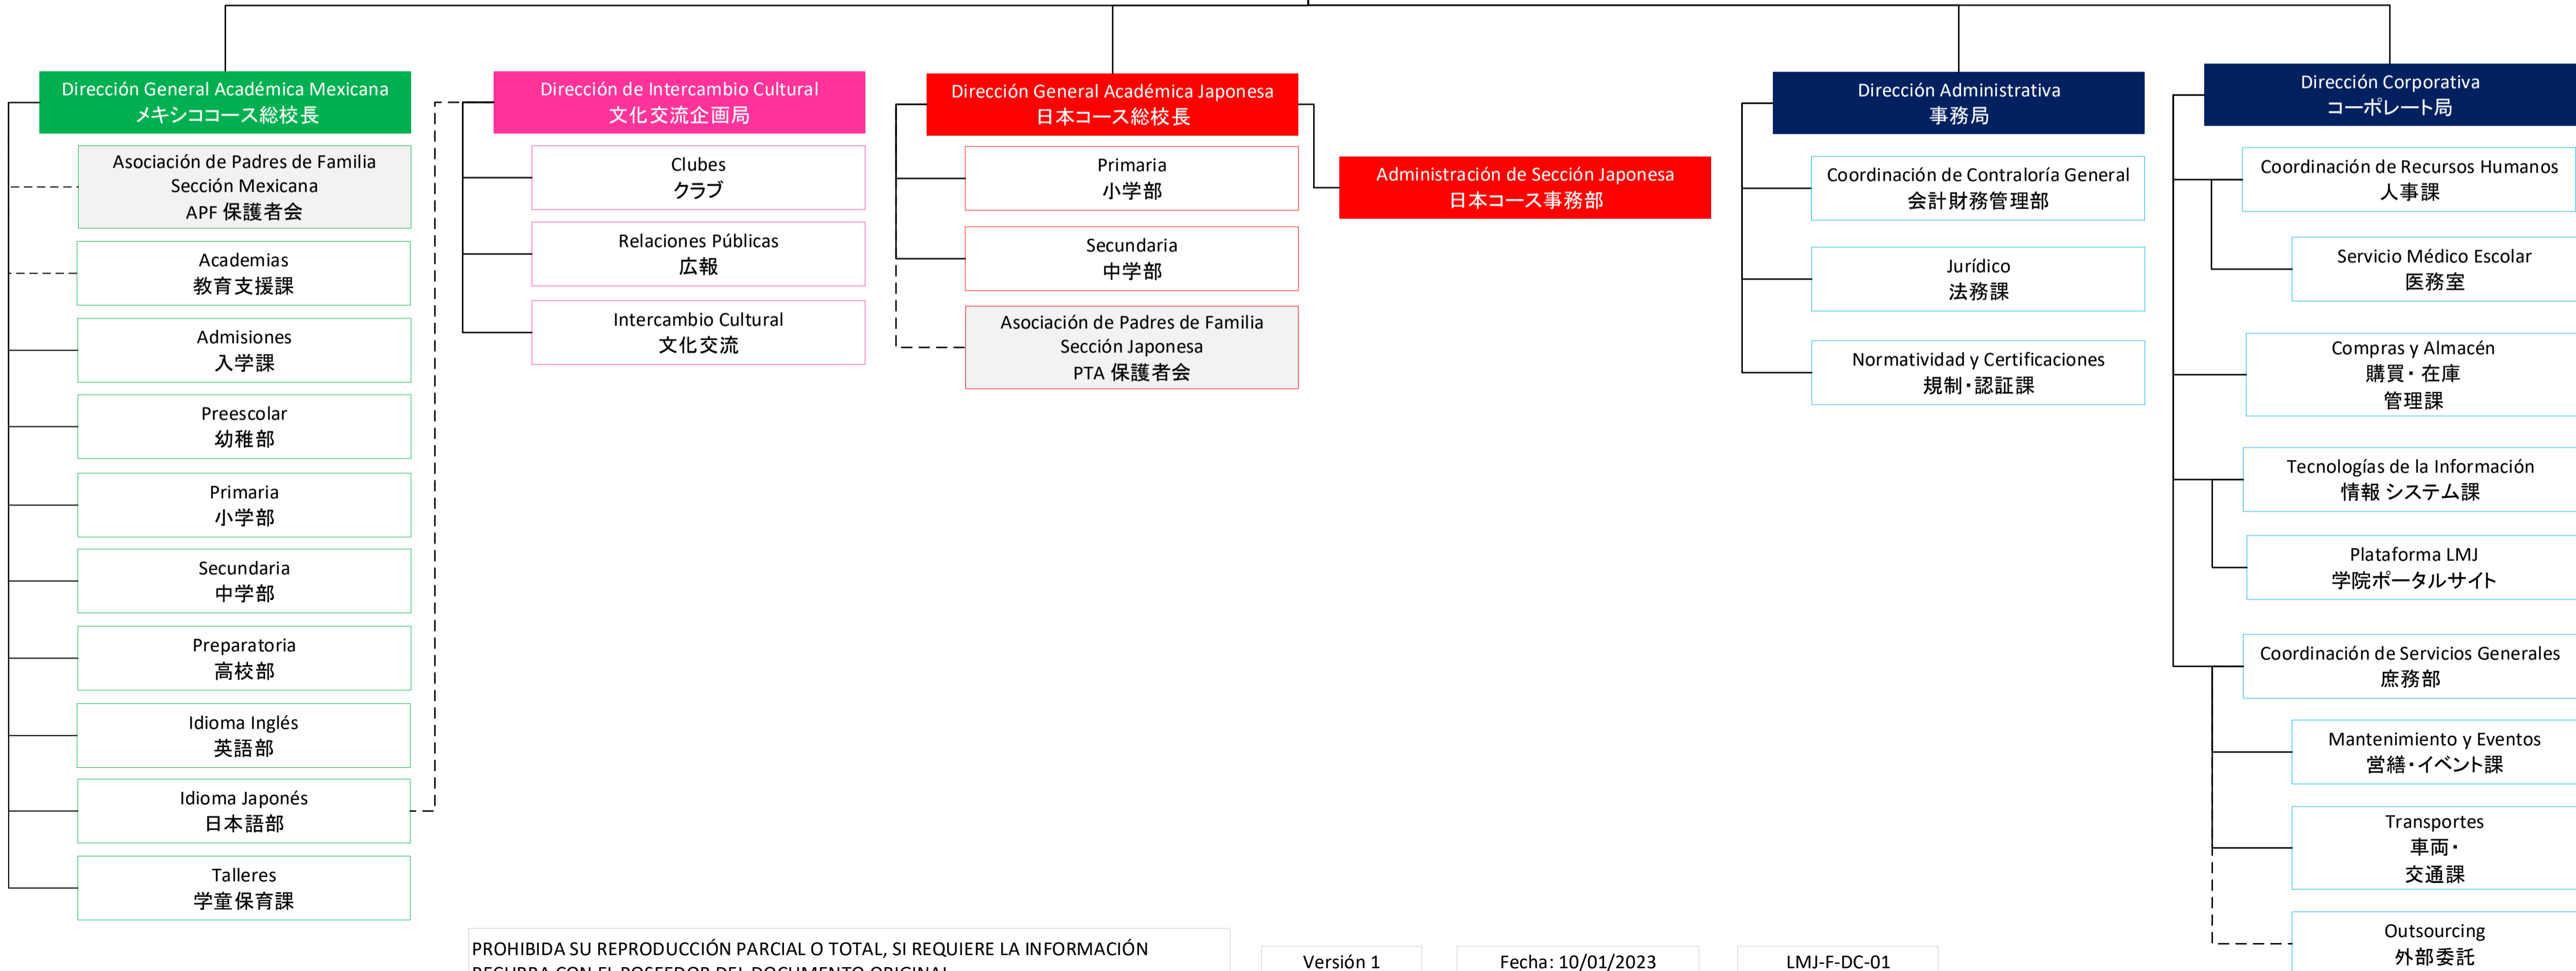 Dirección General Académica Mexicana
メキシココース総校長
Asociación de Padres de Familia
Sección Mexicana
APF 保護者会
Academias
教育支援課
Admisiones
入学課
Preescolar
幼稚部
Primaria
小学部
Secundaria
中学部
Preparatoria
高校部
Idioma Inglés
英語部
Idioma Japonés
日本語部
Talleres
学童保育課
Dirección de Intercambio Cultural
文化交流企画局
Clubes
クラブ
Relaciones Públicas
広報
Intercambio Cultural
文化交流
Dirección General Académica Japonesa
日本コース総校長
Primaria
小学部
Secundaria
中学部
Asociación de Padres de Familia
Sección Japonesa
PTA 保護者会
Administración de Sección Japonesa
日本コース事務部
Dirección Administrativa
事務局
Coordinación de Contraloría General
会計財務管理部
Jurídico
法務課
Normatividad y Certificaciones
規制・認証課
Dirección Corporativa
コーポレート局
Coordinación de Recursos Humanos
人事課
Servicio Médico Escolar
医務室
Compras y Almacén
購買・在庫
管理課
Tecnologías de la Información
情報 システム課
Plataforma LMJ
学院ポータルサイト
Coordinación de Servicios Generales
庶務部
Mantenimiento y Eventos
営繕・イベント課
Transportes
車両・
交通課
Outsourcing
外部委託
PROHIBIDA SU REPRODUCCIÓN PARCIAL O TOTAL, SI REQUIERE LA INFORMACIÓN
RECURRA CON EL POSEEDOR DEL DOCUMENTO ORIGINAL
Versión 1
Fecha: 10/01/2023
LMJ-F-DC-01